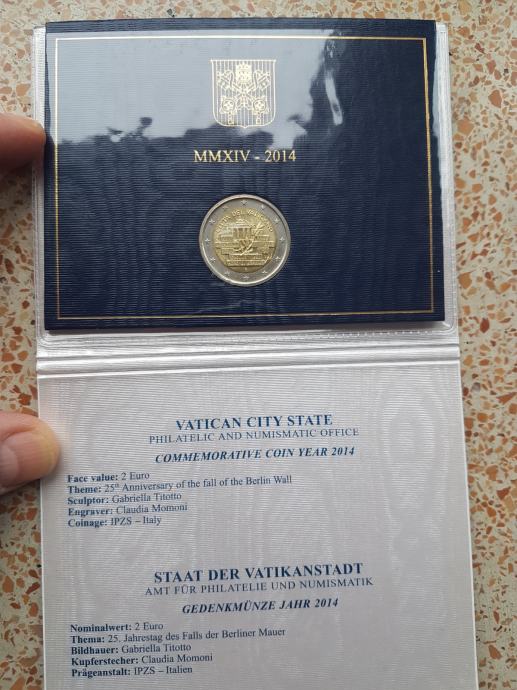 MMXIV - 2014
VATICAN CITY STATE
PHILATELIC AND NUMISMATIC OFFICE
COMMEMORATIVE COIN YEAR 2014
Face value: 2 Euro
Theme: 25th Anniversary of the fall of the Berlin Wall
Sculptor: Gabriella Titotto
Engraver: Claudia Momoni
Coinage: IPZS – Italy
STAAT DER VATIKANSTADT
AMT FÜR PHILATELIE UND NUMISMATIK
GEDENKMÜNZE JAHR 2014
Nominalwert: 2 Euro
Thema: 25. Jahrestag des Falls der Berliner Mauer
Bildhauer: Gabriella Titotto
Kupferstecher: Claudia Momoni
Prägeanstalt : IPZS – Italien